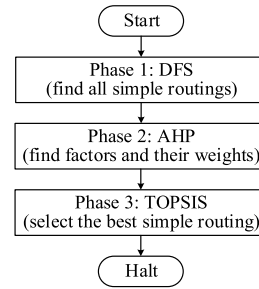 Start
Phase 1: DFS
(find all simple routings)
Phase 2: AHP
(find factors and their weights)
Phase 3: TOPSIS
(select the best simple routing)
Halt